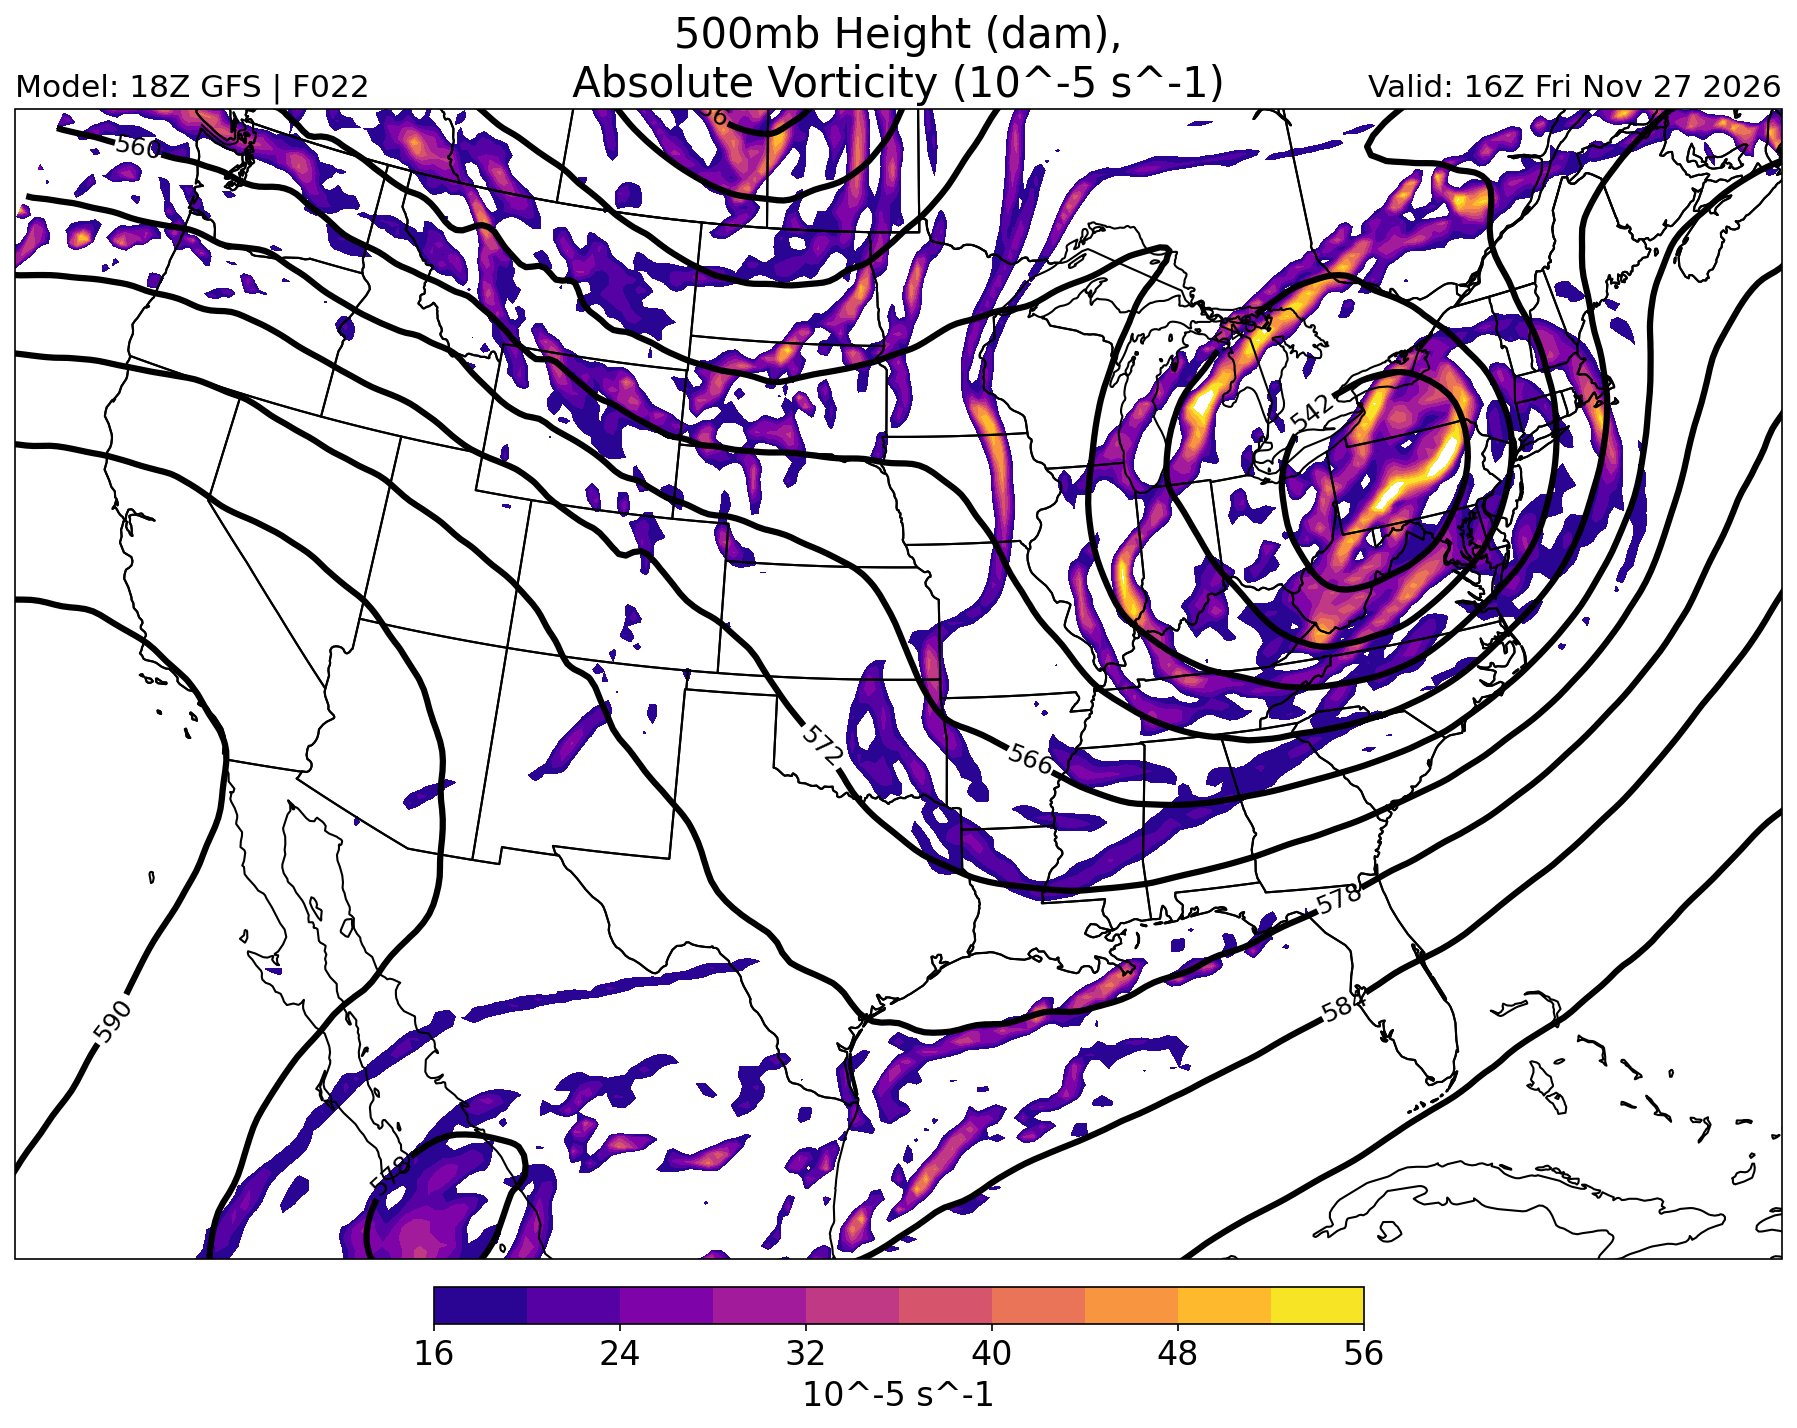 500mb Height (dam),
Absolute Vorticity (10^-5 s^-1)
Model: 18Z GFS | F022
Valid: 16Z Fri Nov 27 2026
560
542
572
566
578
590
584
578
16 24 32 40 48 56
10^-5 s^-1